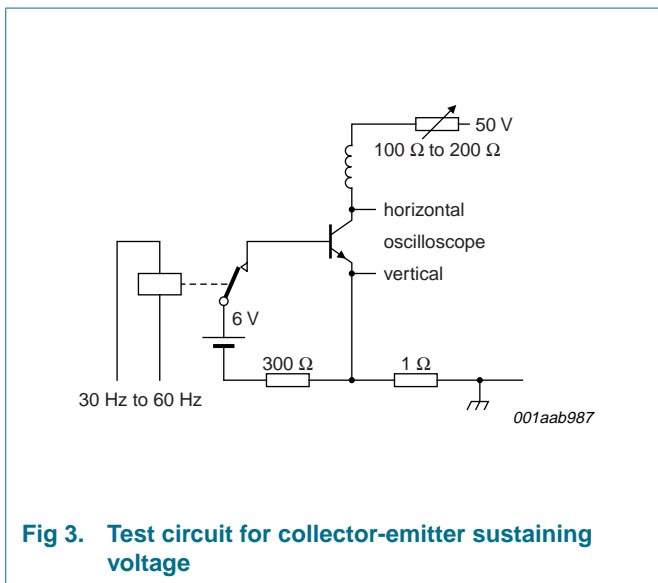 50 V
100 Ω to 200 Ω
horizontal
oscilloscope
vertical
6 V
300 Ω
1 Ω
30 Hz to 60 Hz
001aab987
Fig 3. Test circuit for collector-emitter sustaining
voltage